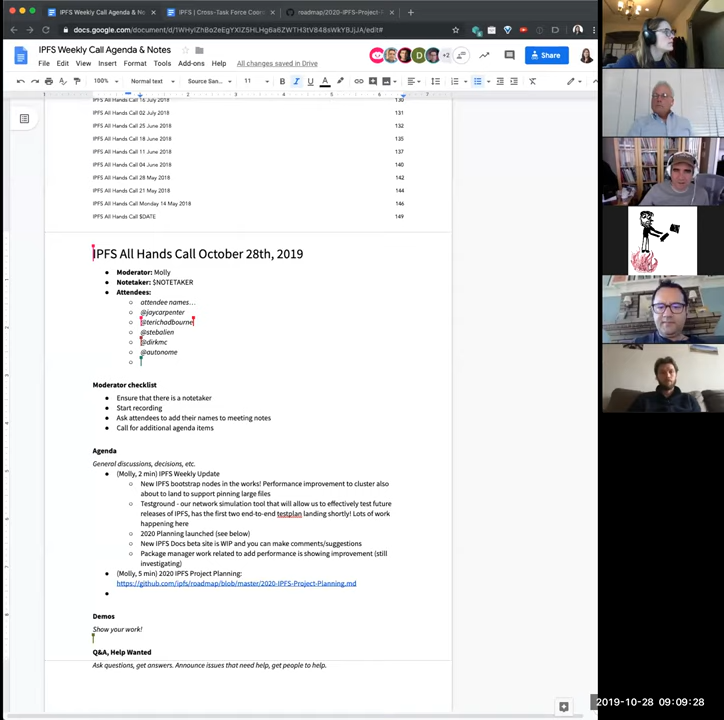 IPFS Weekly Call Agenda & N
IPFS | Cross-Task Force Coord
roadmap/2020-IPFS-Project-P
docs.google.com
IPFS Weekly Call Agenda & Notes
File Edit View Insert Format Tools Add-ons Help All changes saved in Drive
D +2
Share
100% Normal text Source San... 11 B I U A
IPFS All Hands Call 16 July 2018 130
IPFS All Hands Call 02 July 2018 131
IPFS All Hands Call 25 June 2018 132
IPFS All Hands Call 18 June 2018 135
IPFS All Hands Call 11 June 2018 137
IPFS All Hands Call 04 June 2018 140
IPFS All Hands Call 28 May 2018 142
IPFS All Hands Call 21 May 2018 144
IPFS All Hands Call Monday 14 May 2018 146
IPFS All Hands Call $DATE 149
IPFS All Hands Call October 28th, 2019
Moderator: Molly
Notetaker: $NOTETAKER
Attendees:
attendee names...
@jaycarpenter
@terichadbourne
@stebalien
@dirkmc
@autonome
Moderator checklist
Ensure that there is a notetaker
Start recording
Ask attendees to add their names to meeting notes
Call for additional agenda items
Agenda
General discussions, decisions, etc.
(Molly, 2 min) IPFS Weekly Update
New IPFS bootstrap nodes in the works! Performance improvement to cluster also
about to land to support pinning large files
Testground - our network simulation tool that will allow us to effectively test future
releases of IPFS, has the first two end-to-end testplan landing shortly! Lots of work
happening here
2020 Planning launched (see below)
New IPFS Docs beta site is WIP and you can make comments/suggestions
Package manager work related to add performance is showing improvement (still
investigating)
(Molly, 5 min) 2020 IPFS Project Planning:
https://github.com/ipfs/roadmap/blob/master/2020-IPFS-Project-Planning.md
Demos
Show your work!
Q&A, Help Wanted
Ask questions, get answers. Announce issues that need help, get people to help.
2019-10-28 09:09:28